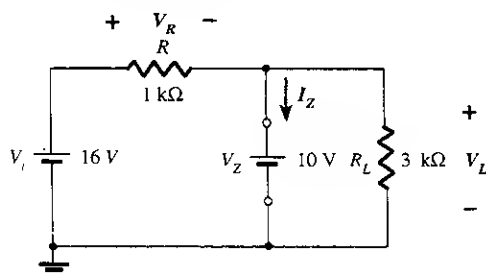 + V_R −
R
1 kΩ
I_Z
V_i 16 V
V_Z 10 V
R_L 3 kΩ
+
V_L
−